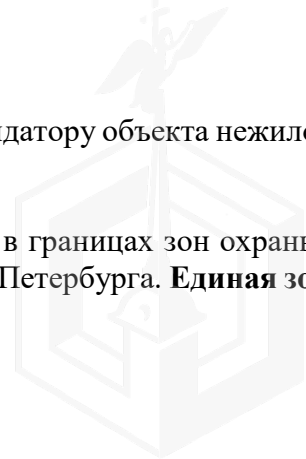 датору объекта нежило
в границах зон охран
Петербурга. Единая зо